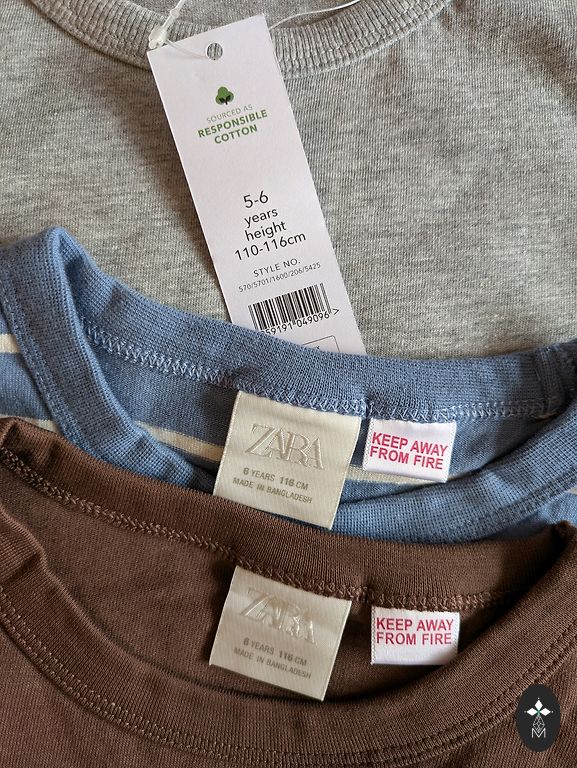 SOURCED AS
RESPONSIBLE
COTTON
5-6
years
height
110-116cm
STYLE NO.
570/5701/1600/206/5425
59191 049096 >
ZARA
6 YEARS 116 CM
MADE IN BANGLADESH
KEEP AWAY
FROM FIRE
ZARA
6 YEARS 116 CM
MADE IN BANGLADESH
KEEP AWAY
FROM FIRE
M